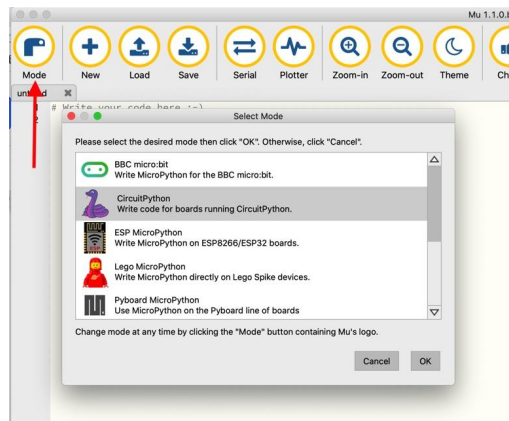 Mu 1.1.0.
Mode
New
Load
Save
Serial
Plotter
Zoom-in
Zoom-out
Theme
Ch
# Write your code here :-)
Select Mode
Please select the desired mode then click "OK". Otherwise, click "Cancel".
BBC micro:bit
Write MicroPython for the BBC micro:bit.
CircuitPython
Write code for boards running CircuitPython.
ESP MicroPython
Write MicroPython on ESP8266/ESP32 boards.
Lego MicroPython
Write MicroPython directly on Lego Spike devices.
Pyboard MicroPython
Use MicroPython on the Pyboard line of boards
Change mode at any time by clicking the "Mode" button containing Mu's logo.
Cancel
OK